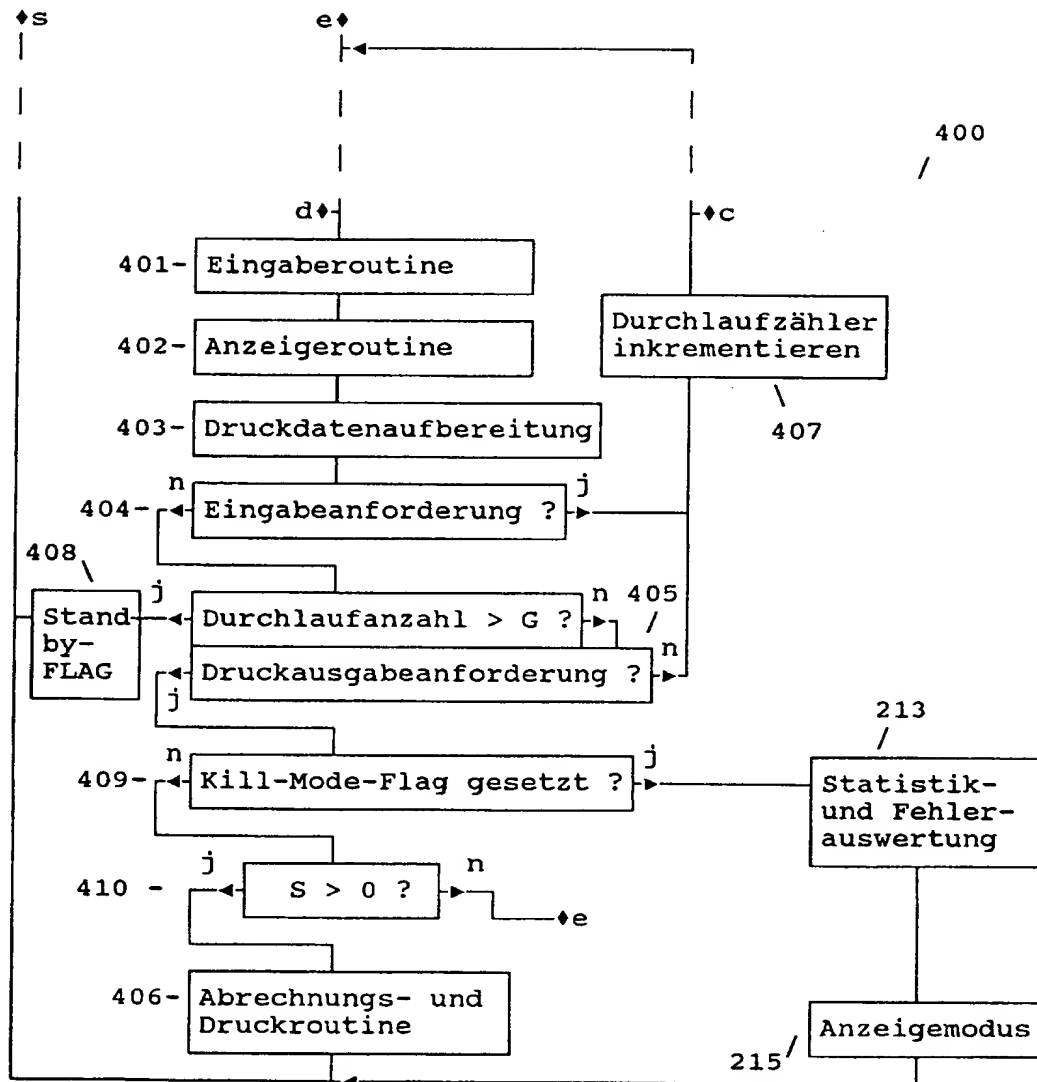 s
e
400
d
c
401- Eingaberoutine
Durchlaufzähler
inkrementieren
402- Anzeigeroutine
407
403- Druckdatenaufbereitung
n
j
404- Eingabeanforderung ?
408
Stand
by-
FLAG
j
Durchlaufanzahl > G ?
n
405
Druckausgabeanforderung ?
n
j
213
n
j
409- Kill-Mode-Flag gesetzt ?
Statistik-
und Fehler-
auswertung
j
n
410 - S > 0 ?
e
406- Abrechnungs- und
Druckroutine
Anzeigemodus
215